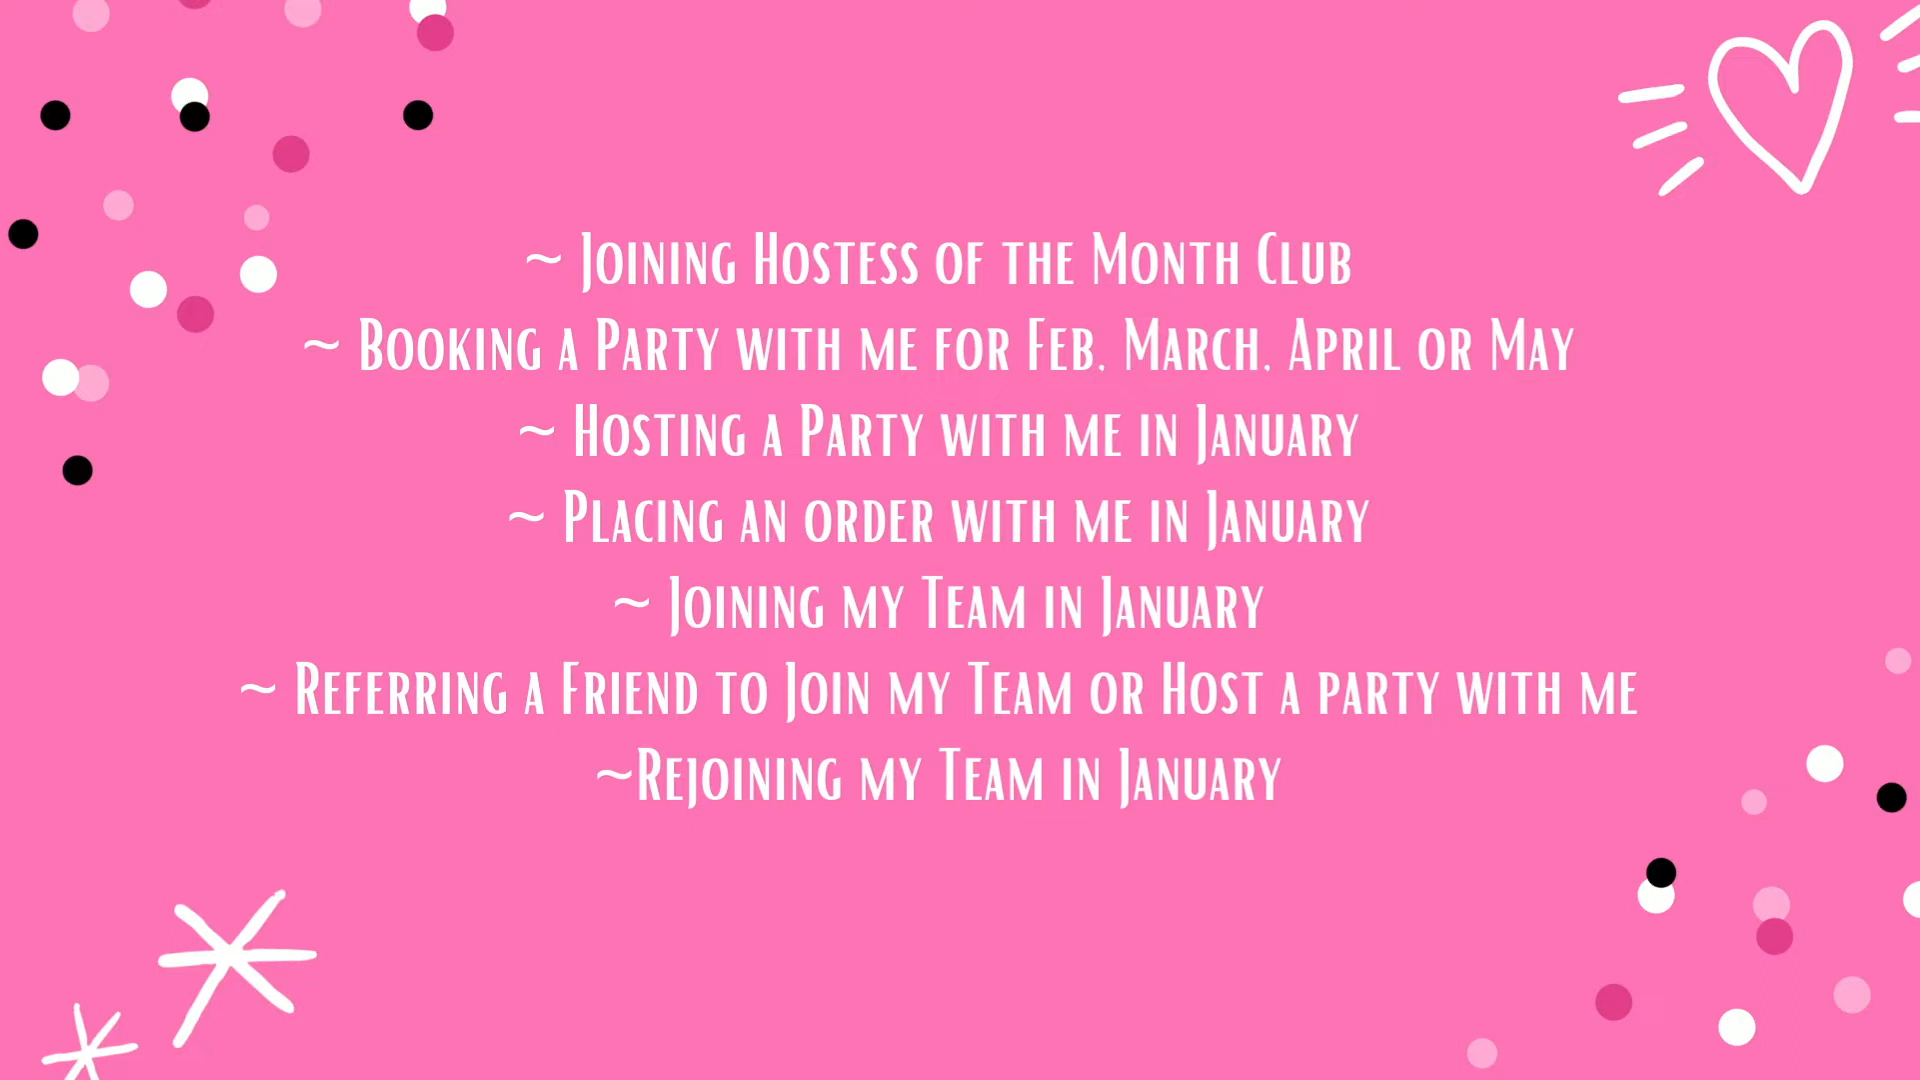 ~ Joining Hostess of the Month Club
~ Booking a Party with me for Feb, March, April or May
~ Hosting a Party with me in January
~ Placing an order with me in January
~ Joining my Team in January
~ Referring a Friend to Join my Team or Host a party with me
~Rejoining my Team in January